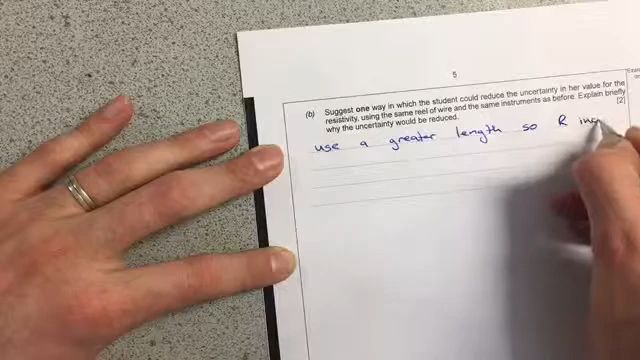 5
(b) Suggest one way in which the student could reduce the uncertainty in her value for the
resistivity, using the same reel of wire and the same instruments as before. Explain briefly
why the uncertainty would be reduced.
[2]
use a greater length so R inc